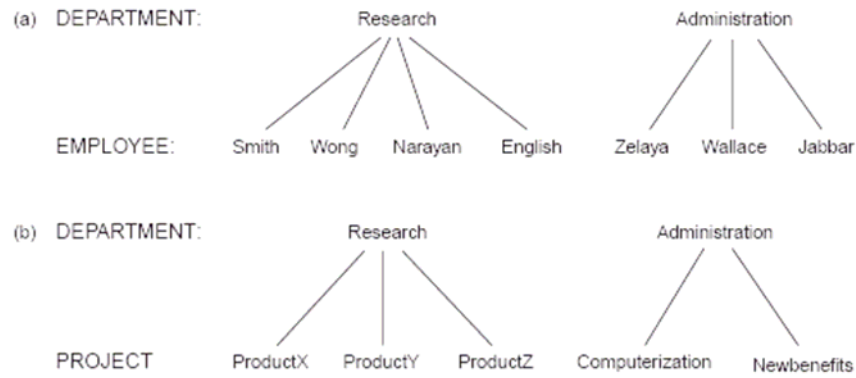 (a) DEPARTMENT: Research Administration
EMPLOYEE: Smith Wong Narayan English Zelaya Wallace Jabbar
(b) DEPARTMENT: Research Administration
PROJECT ProductX ProductY ProductZ Computerization Newbenefits